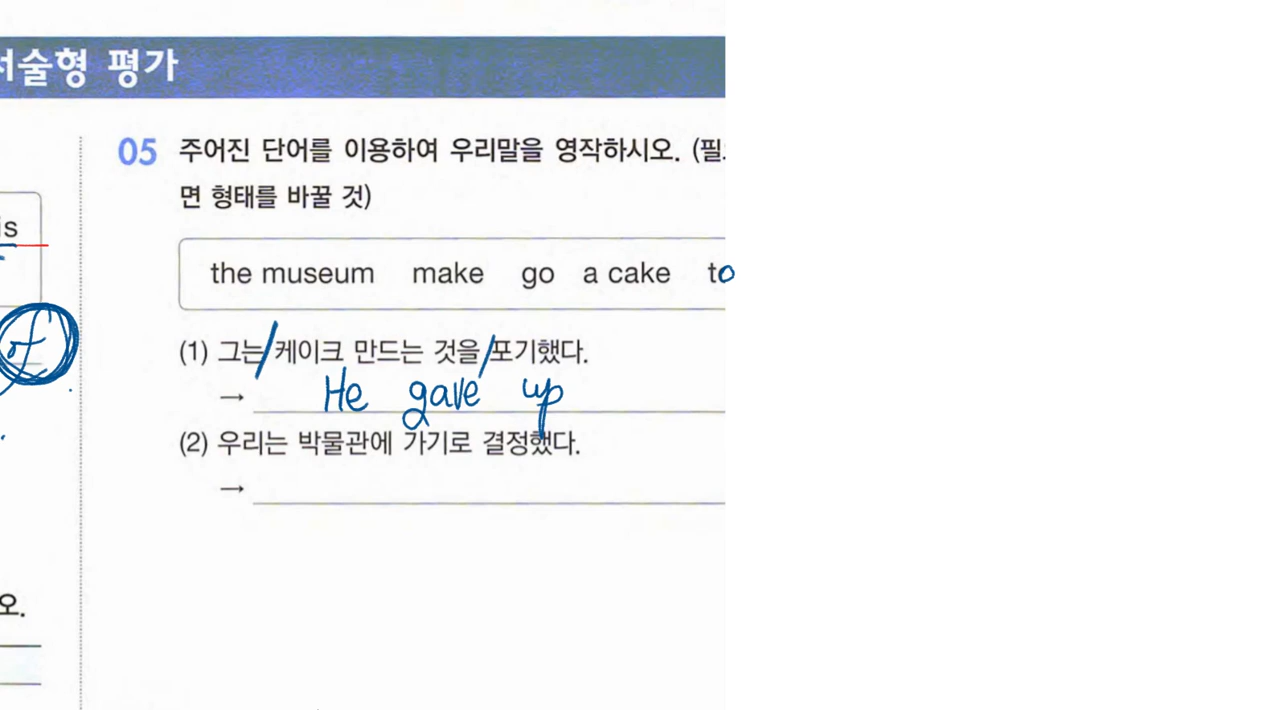 서술형 평가
05 주어진 단어를 이용하여 우리말을 영작하시오. (필
면 형태를 바꿀 것)
is
the museum make go a cake to
of
(1) 그는/케이크 만드는 것을/포기했다.
→ He gave up
(2) 우리는 박물관에 가기로 결정했다.
→
오.